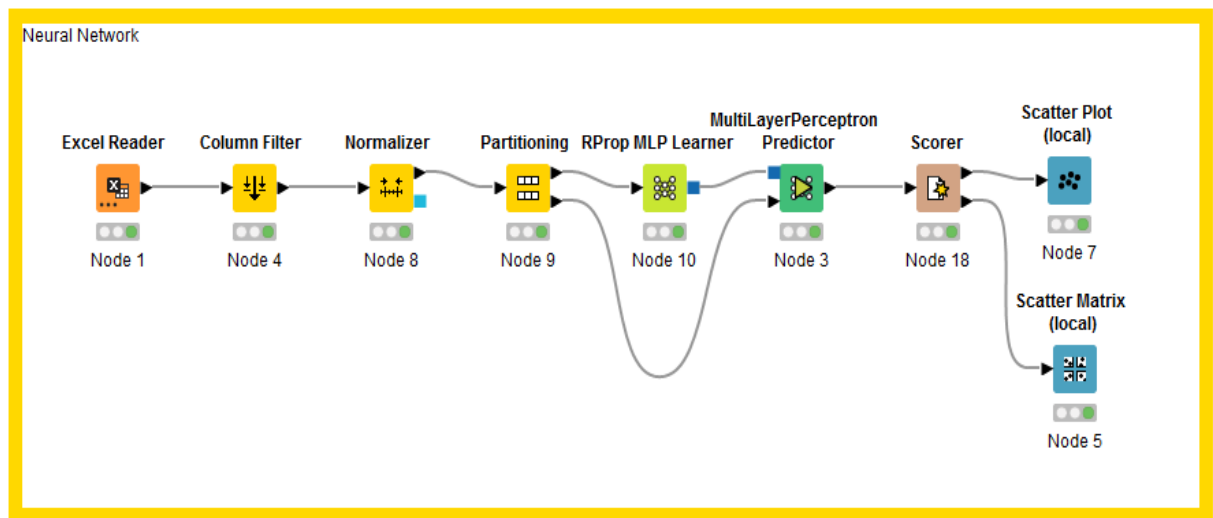 Neural Network
Excel Reader
Node 1
Column Filter
Node 4
Normalizer
Node 8
Partitioning
Node 9
RProp MLP Learner
Node 10
MultiLayerPerceptron
Predictor
Node 3
Scorer
Node 18
Scatter Plot
(local)
Node 7
Scatter Matrix
(local)
Node 5